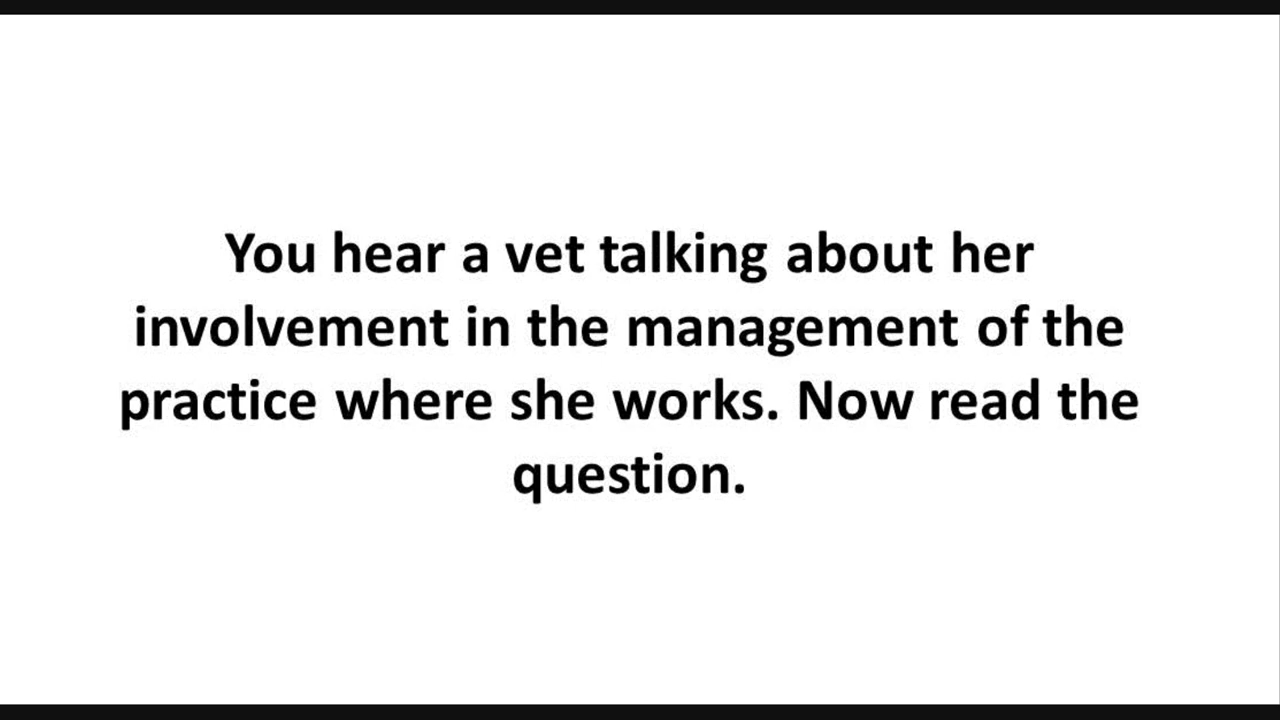 You hear a vet talking about her
involvement in the management of the
practice where she works. Now read the
question.